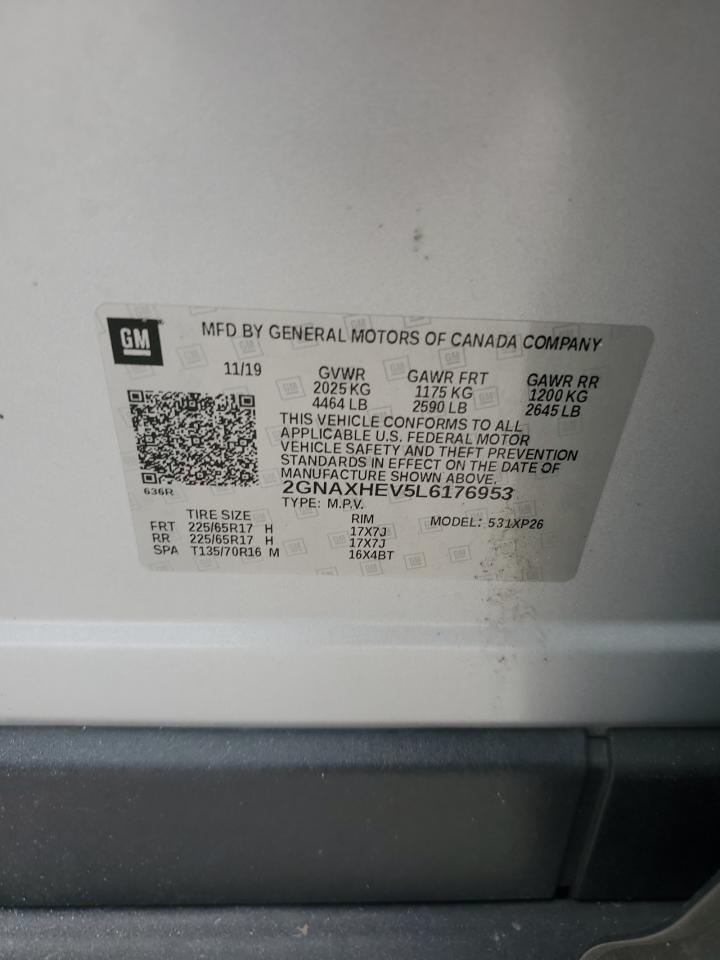 GM
MFD BY GENERAL MOTORS OF CANADA COMPANY
11/19 GVWR GAWR FRT GAWR RR
2025 KG 1175 KG 1200 KG
4464 LB 2590 LB 2645 LB
THIS VEHICLE CONFORMS TO ALL
APPLICABLE U.S. FEDERAL MOTOR
VEHICLE SAFETY AND THEFT PREVENTION
STANDARDS IN EFFECT ON THE DATE OF
MANUFACTURE SHOWN ABOVE.
636R 2GNAXHEV5L6176953
TYPE: M.P.V.
TIRE SIZE RIM MODEL: 531XP26
FRT 225/65R17 H 17X7J
RR 225/65R17 H 17X7J
SPA T135/70R16 M 16X4BT